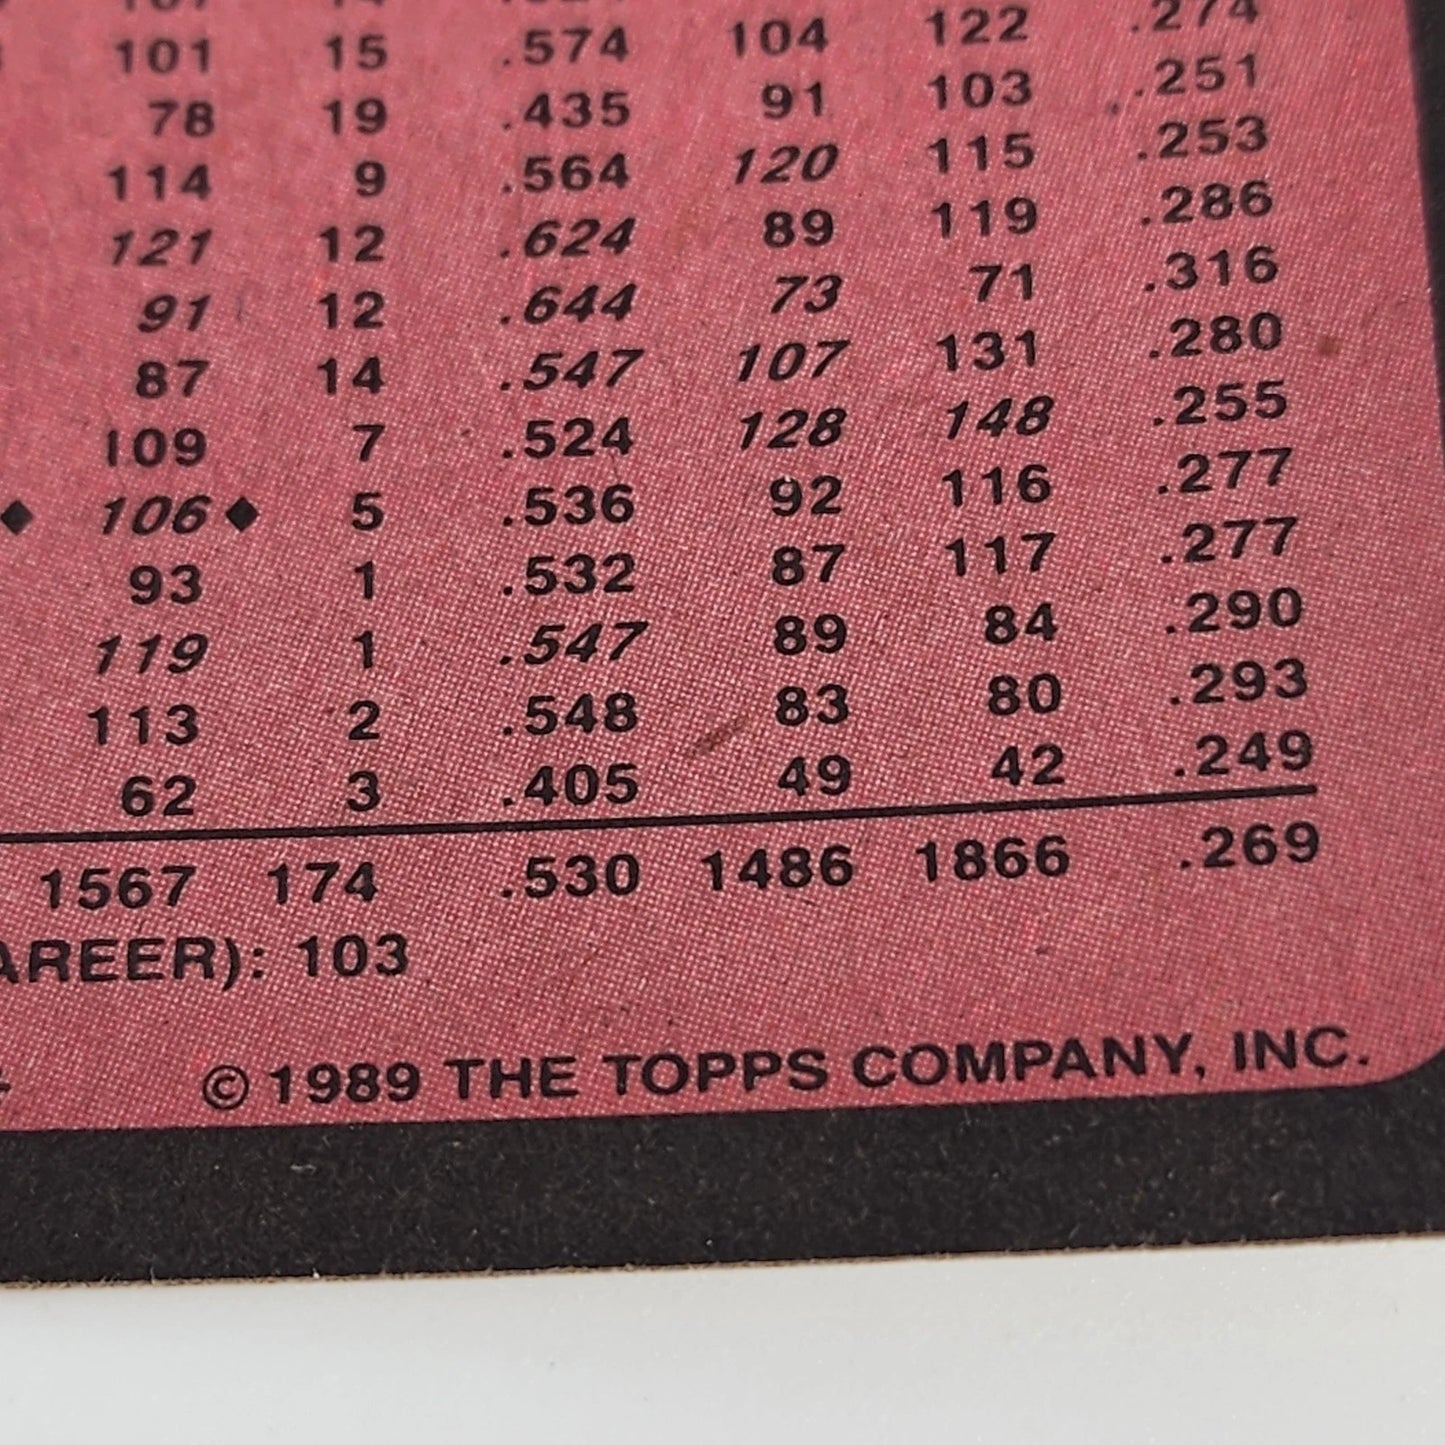 101 15 .574 104 122 .274
78 19 .435 91 103 .251
114 9 .564 120 115 .253
121 12 .624 89 119 .286
91 12 .644 73 71 .316
87 14 .547 107 131 .280
109 7 .524 128 148 .255
◆ 106 ◆ 5 .536 92 116 .277
93 1 .532 87 117 .277
119 1 .547 89 84 .290
113 2 .548 83 80 .293
62 3 .405 49 42 .249
1567 174 .530 1486 1866 .269
AREER): 103
© 1989 THE TOPPS COMPANY, INC.